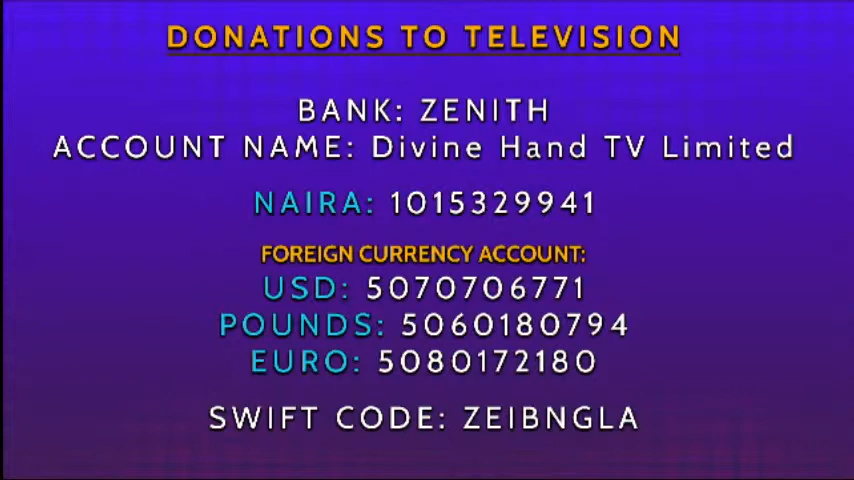 DONATIONS TO TELEVISION
BANK: ZENITH
ACCOUNT NAME: Divine Hand TV Limited
NAIRA: 1015329941
FOREIGN CURRENCY ACCOUNT:
USD: 5070706771
POUNDS: 5060180794
EURO: 5080172180
SWIFT CODE: ZEIBNGLA